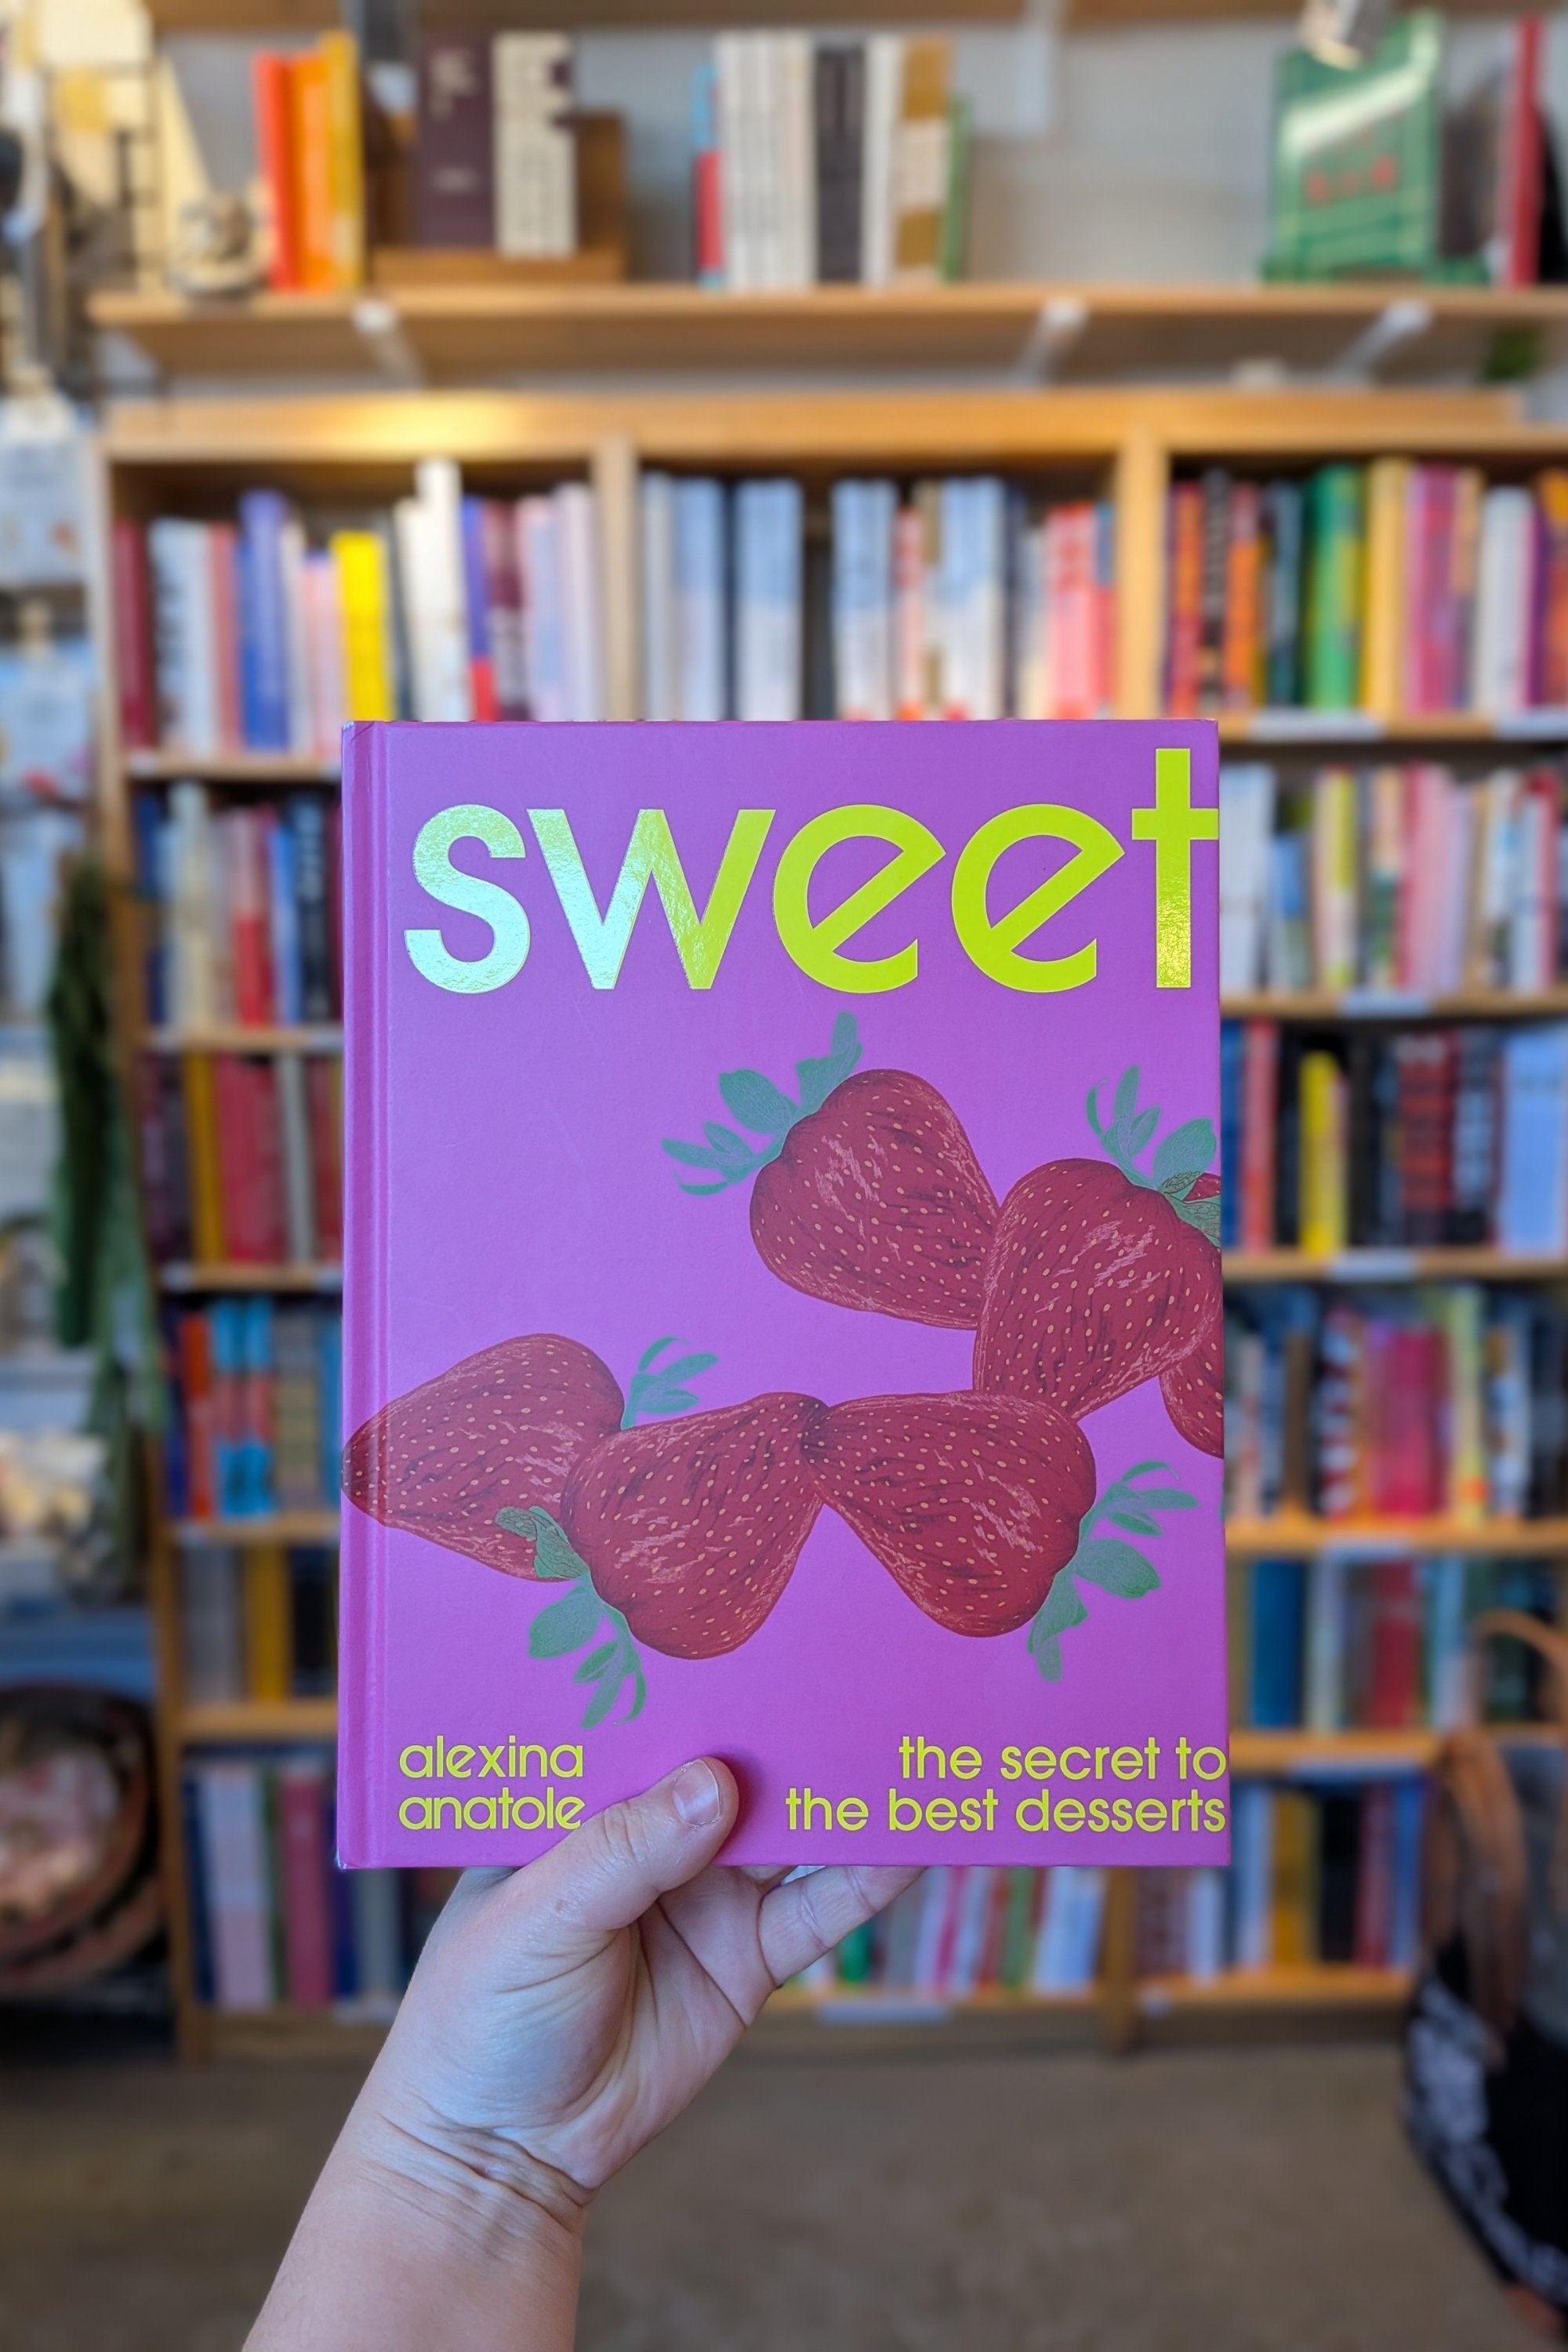 sweet
alexina
anatole
the secret to
the best desserts